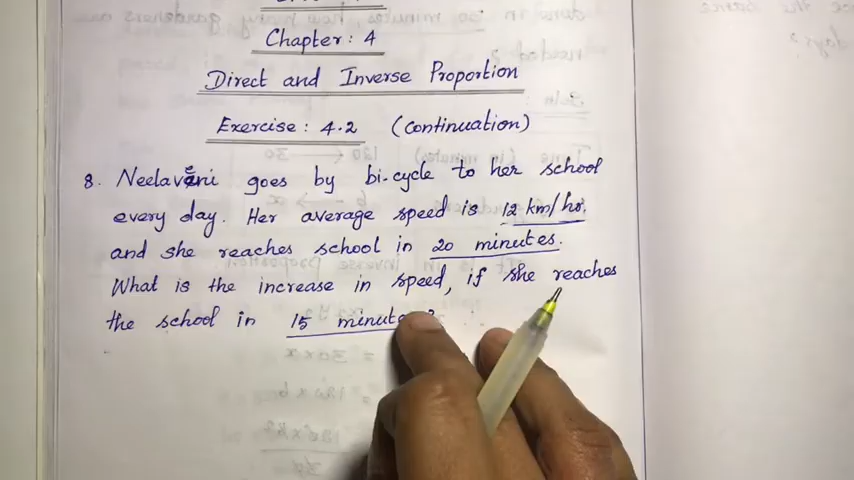 Chapter: 4
Direct and Inverse Proportion
Exercise: 4.2 (Continuation)
8. Neelaveni goes by bi-cycle to her school
every day. Her average speed is 12 km/hr.
and she reaches school in 20 minutes.
What is the increase in speed, if she reaches
the school in 15 minutes?